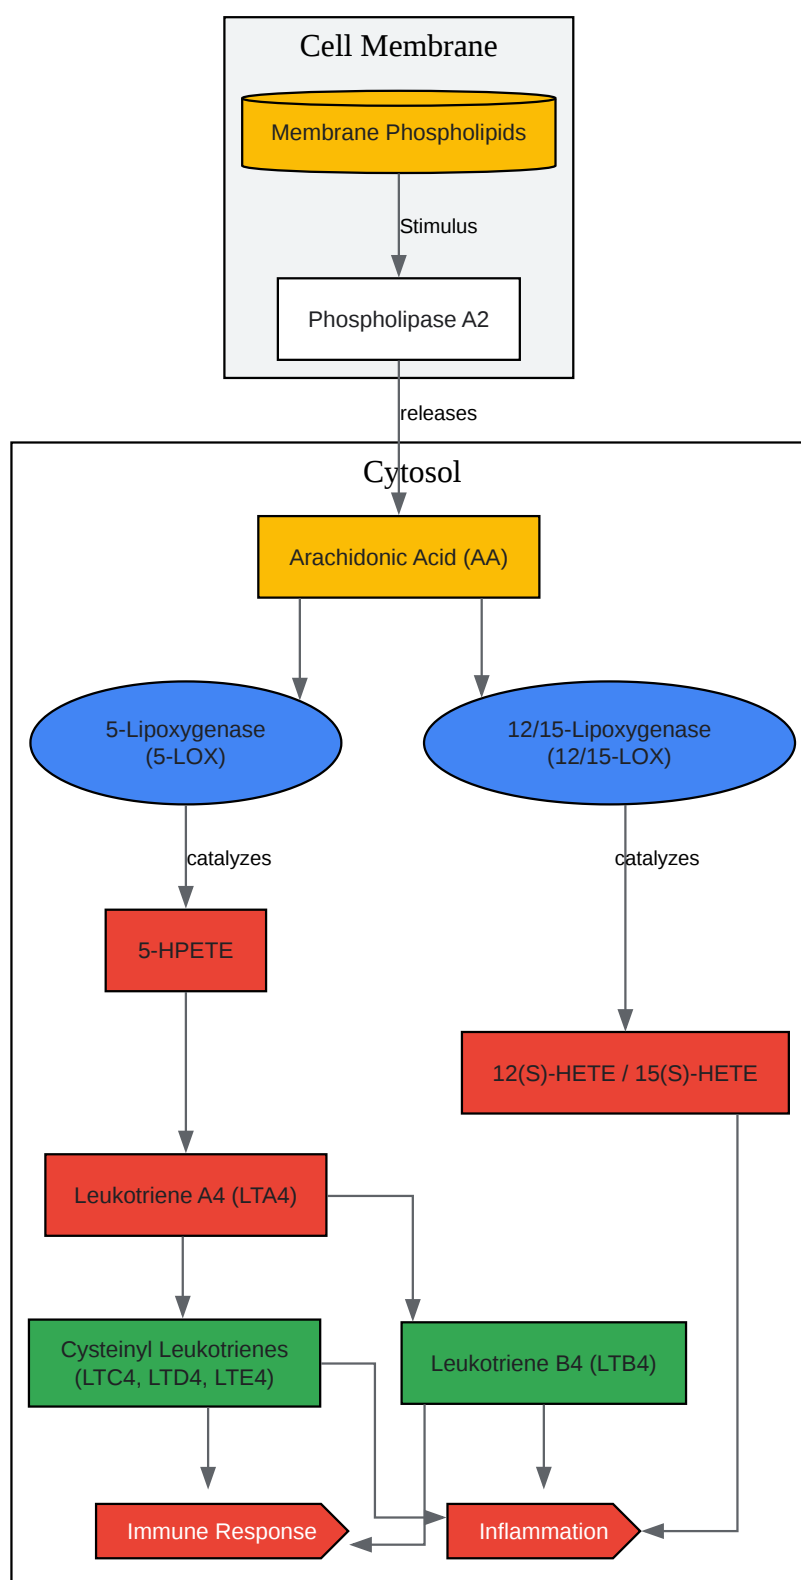 Cell Membrane
Membrane Phospholipids
Stimulus
Phospholipase A2
releases
Cytosol
Arachidonic Acid (AA)
5-Lipoxygenase
(5-LOX)
12/15-Lipoxygenase
(12/15-LOX)
catalyzes
catalyzes
5-HPETE
12(S)-HETE / 15(S)-HETE
Leukotriene A4 (LTA4)
Cysteinyl Leukotrienes
(LTC4, LTD4, LTE4)
Leukotriene B4 (LTB4)
Immune Response
Inflammation